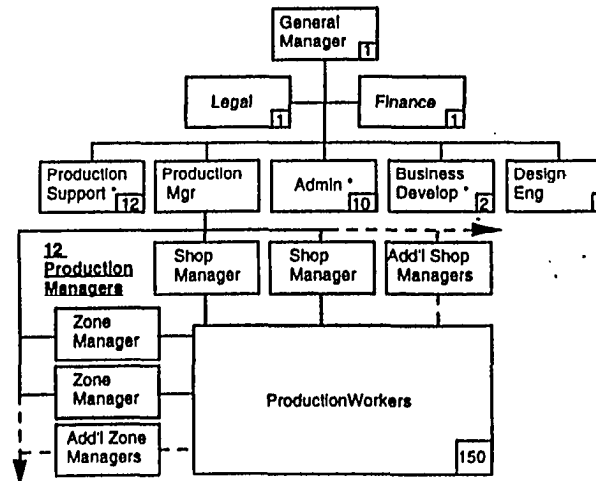 General
Manager
1
Legal
1
Finance
1
Production
Support *
12
Production
Mgr
Admin *
10
Business
Develop *
2
Design
Eng
12
Production
Managers
Shop
Manager
Shop
Manager
Add'l Shop
Managers
Zone
Manager
Zone
Manager
Add'l Zone
Managers
ProductionWorkers
150